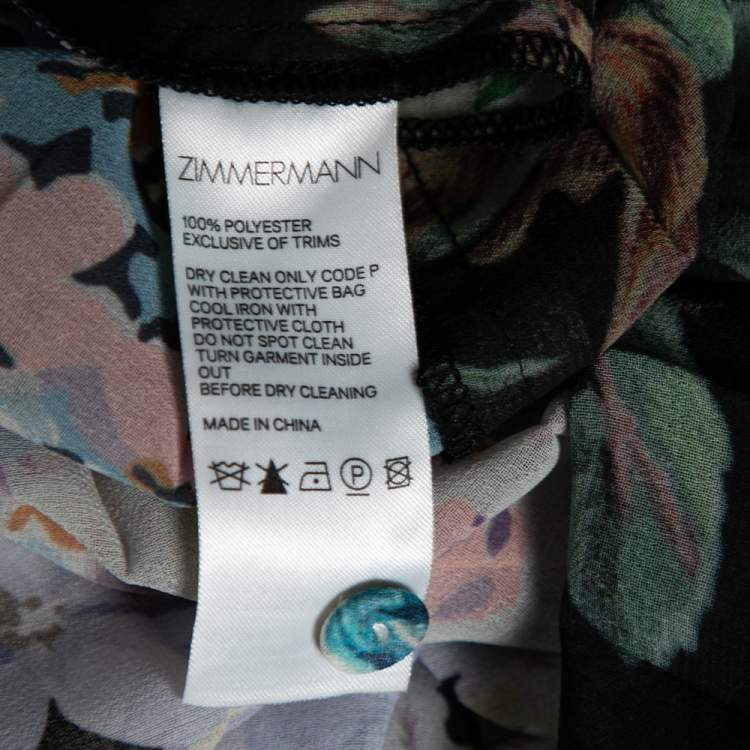 ZIMMERMANN
100% POLYESTER
EXCLUSIVE OF TRIMS
DRY CLEAN ONLY CODE P
WITH PROTECTIVE BAG
COOL IRON WITH
PROTECTIVE CLOTH
DO NOT SPOT CLEAN
TURN GARMENT INSIDE
OUT
BEFORE DRY CLEANING
MADE IN CHINA
P